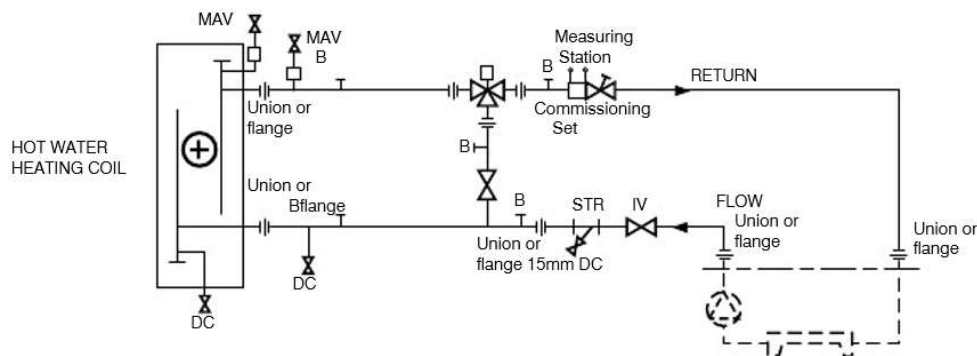 MAV
MAV
B
Measuring
Station
B
RETURN
Union or
flange
Commissioning
Set
HOT WATER
HEATING COIL
B
Union or
Bflange
B
STR
IV
FLOW
Union or
flange
Union or
flange
Union or
flange 15mm DC
DC
DC